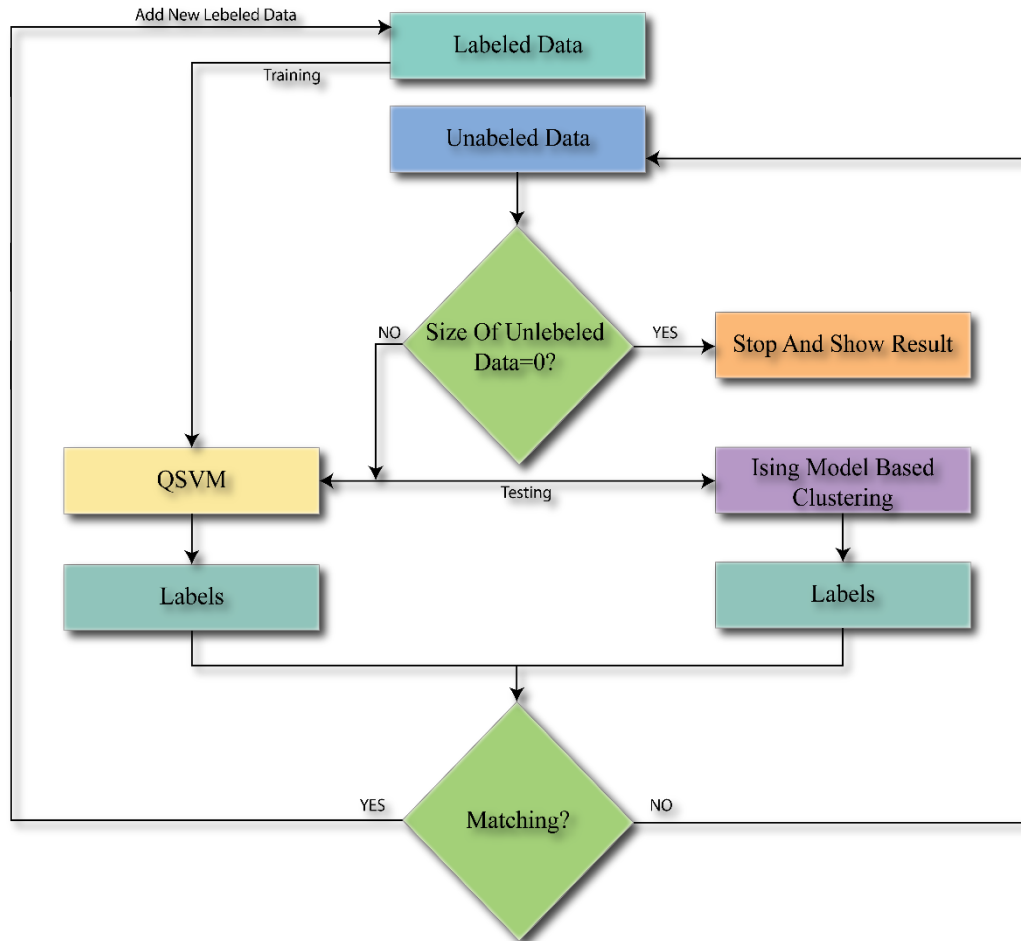 Add New Lebeled Data
Labeled Data
Training
Unabeled Data
NO
Size Of Unlebeled
Data=0?
YES
Stop And Show Result
QSVM
Testing
Ising Model Based
Clustering
Labels
Labels
YES
Matching?
NO